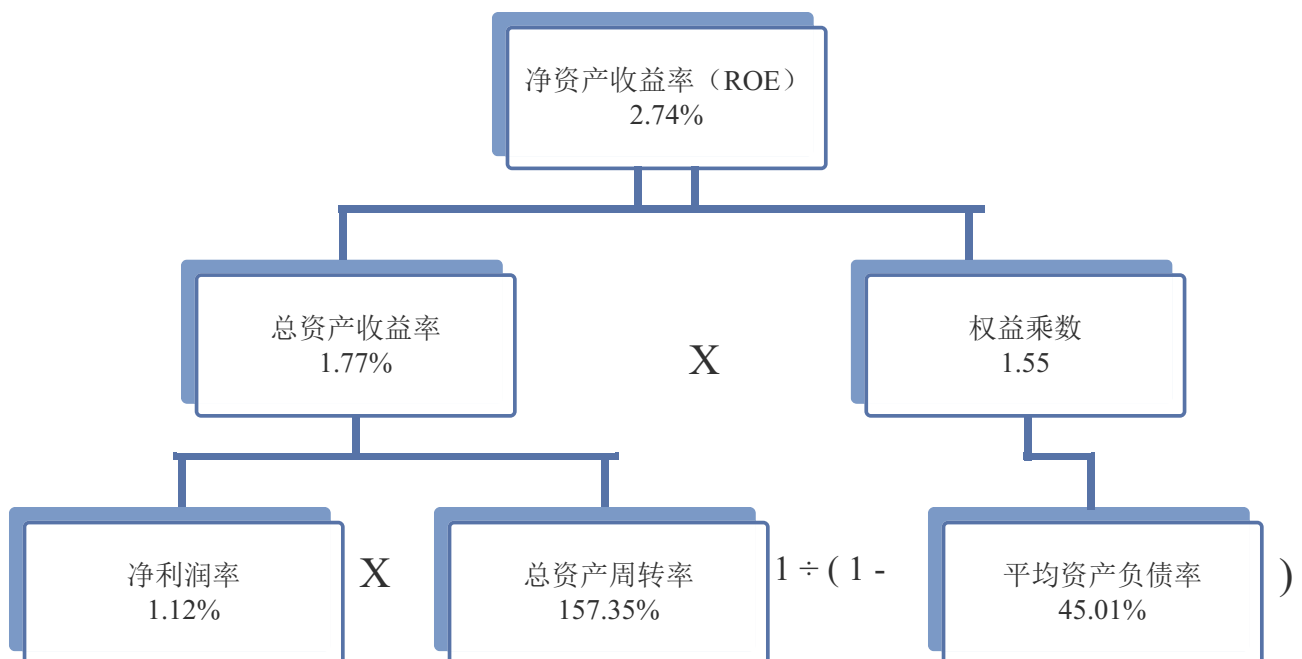 净资产收益率（ROE）
2.74%
总资产收益率
1.77%
X
权益乘数
1.55
净利润率
1.12%
X
总资产周转率
157.35%
1 ÷ ( 1 -
平均资产负债率
45.01%
)